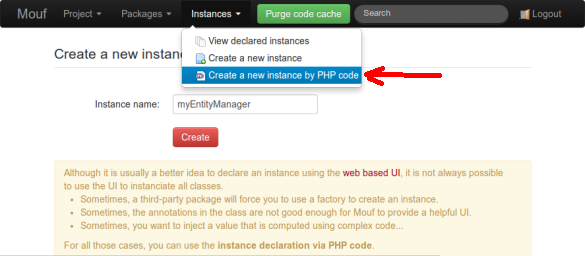 Mouf Project Packages Instances Purge code cache Search Logout
View declared instances
Create a new instan
Create a new instance
Create a new instance by PHP code
Instance name: myEntityManager
Create
Although it is usually a better idea to declare an instance using the web based UI, it is not always possible
to use the UI to instanciate all classes.
• Sometimes, a third-party package will force you to use a factory to create an instance.
• Sometimes, the annotations in the class are not good enough for Mouf to provide a helpful UI.
• Sometimes, you want to inject a value that is computed using complex code...
For all those cases, you can use the instance declaration via PHP code.